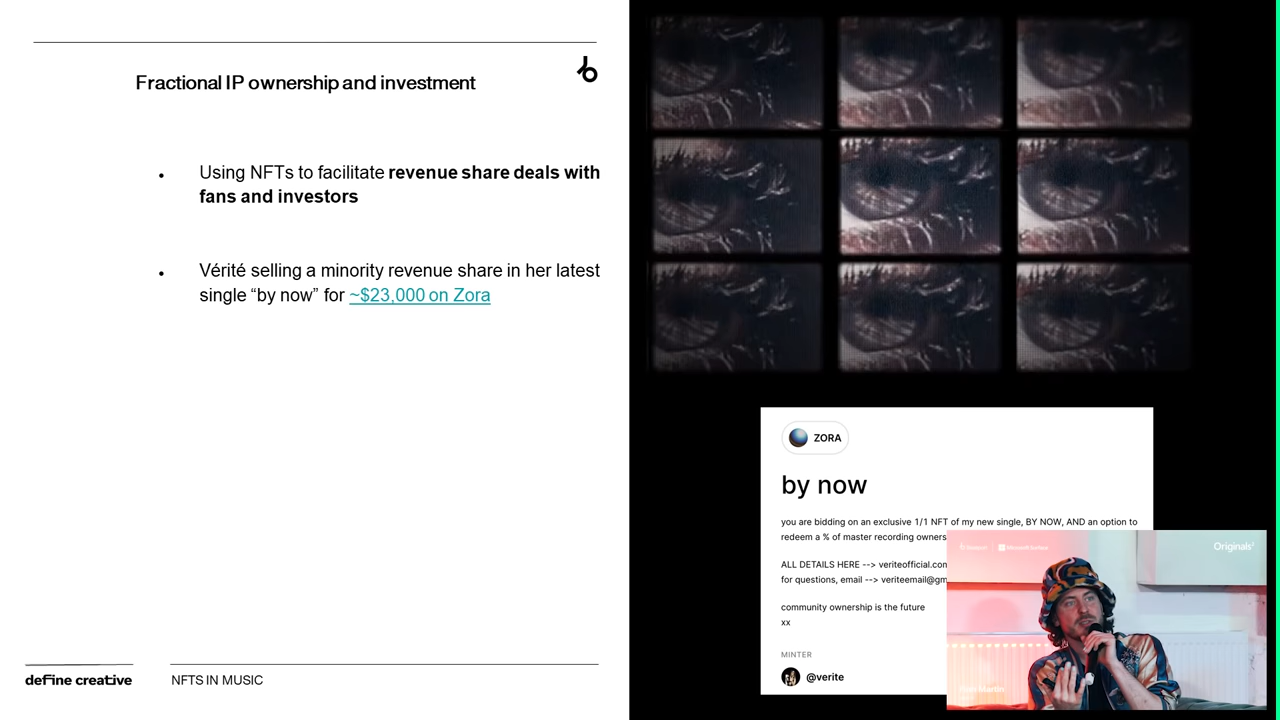 Fractional IP ownership and investment
Using NFTs to facilitate revenue share deals with
fans and investors
Vérité selling a minority revenue share in her latest
single “by now” for ~$23,000 on Zora
define creative
NFTS IN MUSIC
ZORA
by now
you are bidding on an exclusive 1/1 NFT of my new single, BY NOW, AND an option to
redeem a % of master recording owners
ALL DETAILS HERE --> veriteofficial.con
for questions, email --> veriteemail@gm
community ownership is the future
xx
MINTER
@verite
Microsoft Surface
Originals
Martin